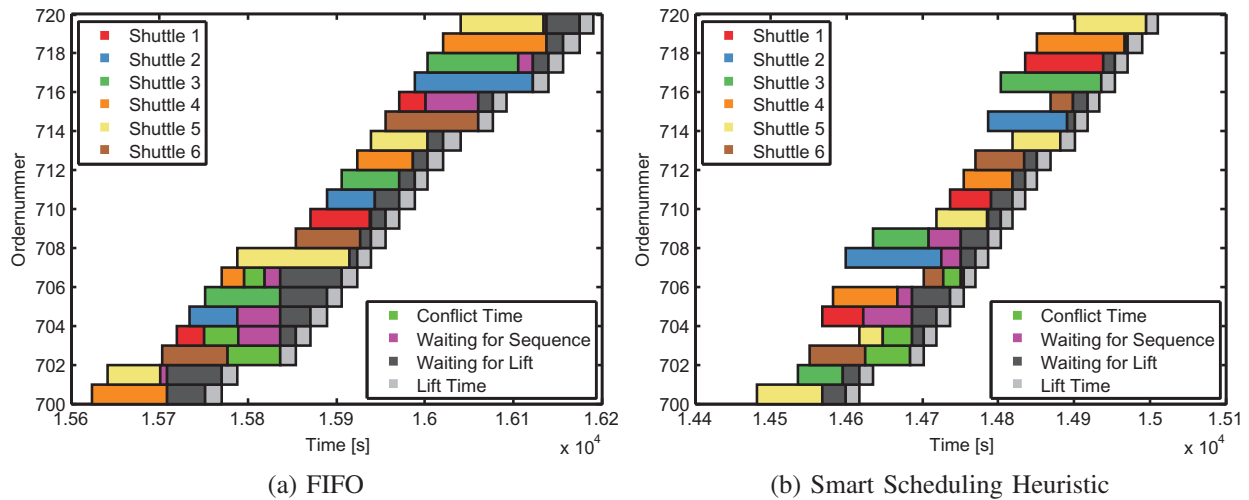 720
718
716
714
712
710
708
706
704
702
700
Ordernummer
Shuttle 1
Shuttle 2
Shuttle 3
Shuttle 4
Shuttle 5
Shuttle 6
Conflict Time
Waiting for Sequence
Waiting for Lift
Lift Time
1.56 1.57 1.58 1.59 1.6 1.61 1.62
Time [s]
x 10⁴
(a) FIFO
720
718
716
714
712
710
708
706
704
702
700
Ordernummer
Shuttle 1
Shuttle 2
Shuttle 3
Shuttle 4
Shuttle 5
Shuttle 6
Conflict Time
Waiting for Sequence
Waiting for Lift
Lift Time
1.44 1.45 1.46 1.47 1.48 1.49 1.5 1.51
Time [s]
x 10⁴
(b) Smart Scheduling Heuristic